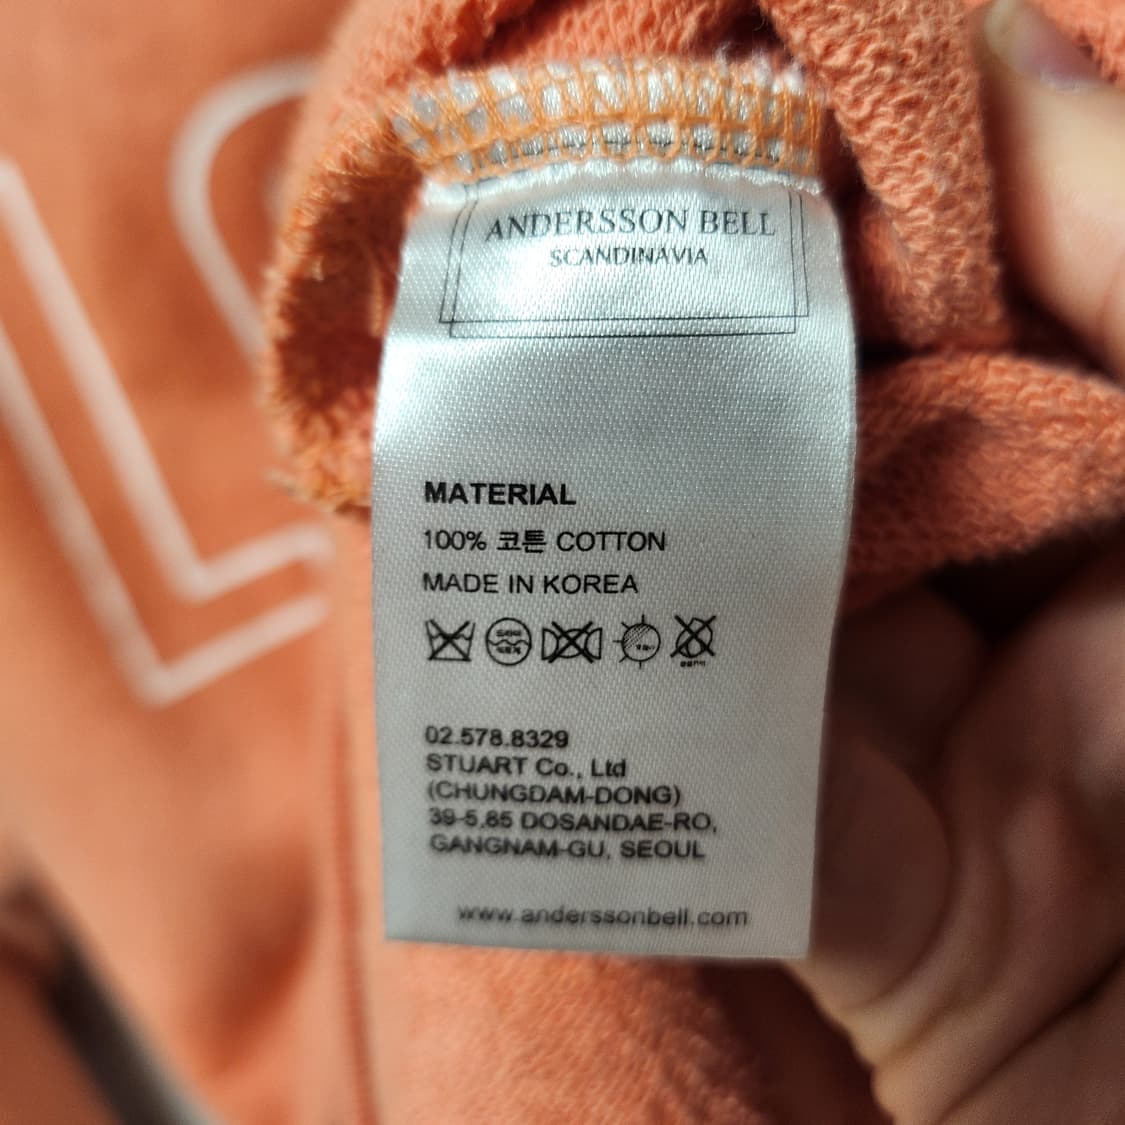 ANDERSSON BELL
SCANDINAVIA
MATERIAL
100% 코튼 COTTON
MADE IN KOREA
02.578.8329
STUART Co., Ltd
(CHUNGDAM-DONG)
39-5,85 DOSANDAE-RO,
GANGNAM-GU, SEOUL
www.anderssonbell.com